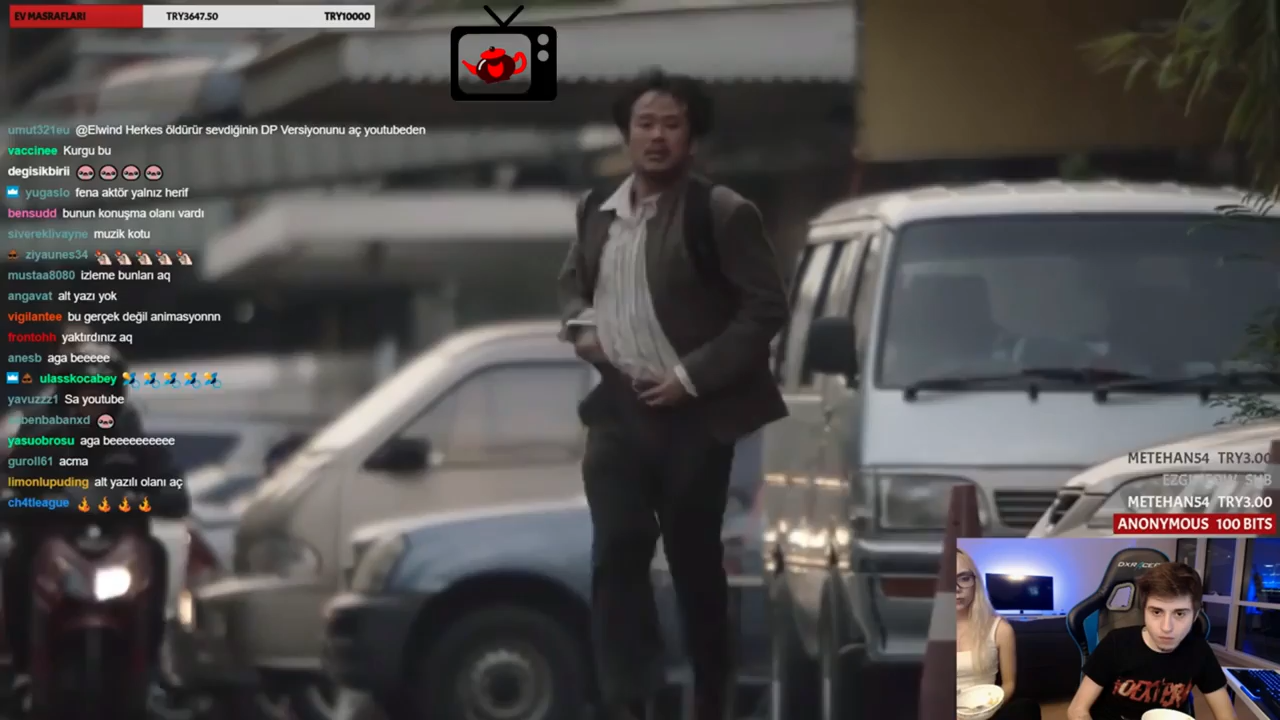 EV MASRAFLARI TRY3647.50 TRY10000
umut321eu @Elwind Herkes öldürür sevdiğinin DP Versiyonunu aç youtubeden
vaccinee Kurgu bu
degisikbirii
yugaslo fena aktör yalnız herif
bensudd bunun konuşma olanı vardı
sivereklivayne muzik kotu
ziyaunes34
mustaa8080 izleme bunları aq
angavat alt yazı yok
vigilantee bu gerçek değil animasyonnn
frontohh yaktırdınız aq
anesb aga beeeee
ulasskocabey
yavuzzz1 Sa youtube
yasuobrosu aga beeeeeeeeee
guroll61 acma
limonlupuding alt yazılı olanı aç
ch4tleague
METEHAN54 TRY3.00
SUB
METEHAN54 TRY3.00
ANONYMOUS 100 BITS